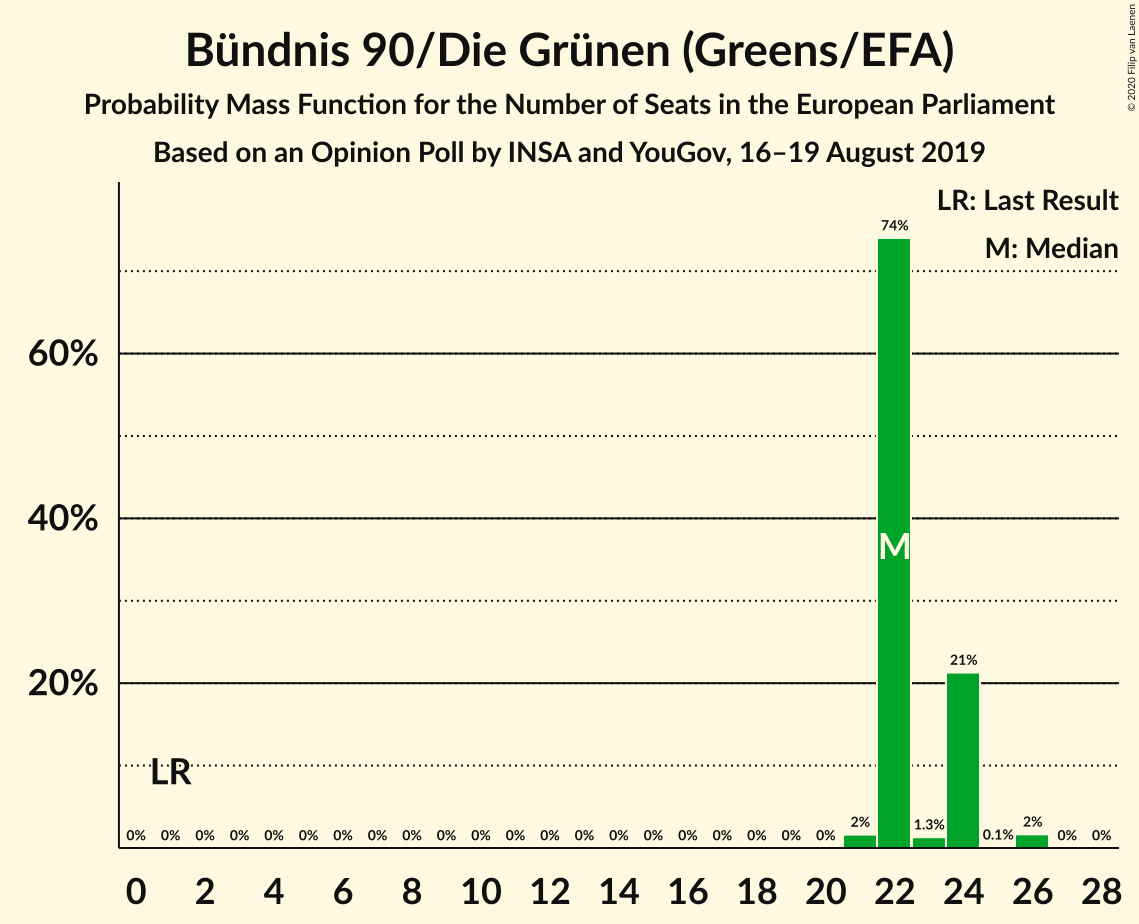 Bündnis 90/Die Grünen (Greens/EFA)
Probability Mass Function for the Number of Seats in the European Parliament
Based on an Opinion Poll by INSA and YouGov, 16–19 August 2019
© 2020 Filip van Laenen
LR: Last Result
M: Median
74%
60%
40%
M
21%
20%
LR
0% 0% 0% 0% 0% 0% 0% 0% 0% 0% 0% 0% 0% 0% 0% 0% 0% 0% 0% 0% 0% 2% 1.3% 0.1% 2% 0% 0%
0 2 4 6 8 10 12 14 16 18 20 22 24 26 28